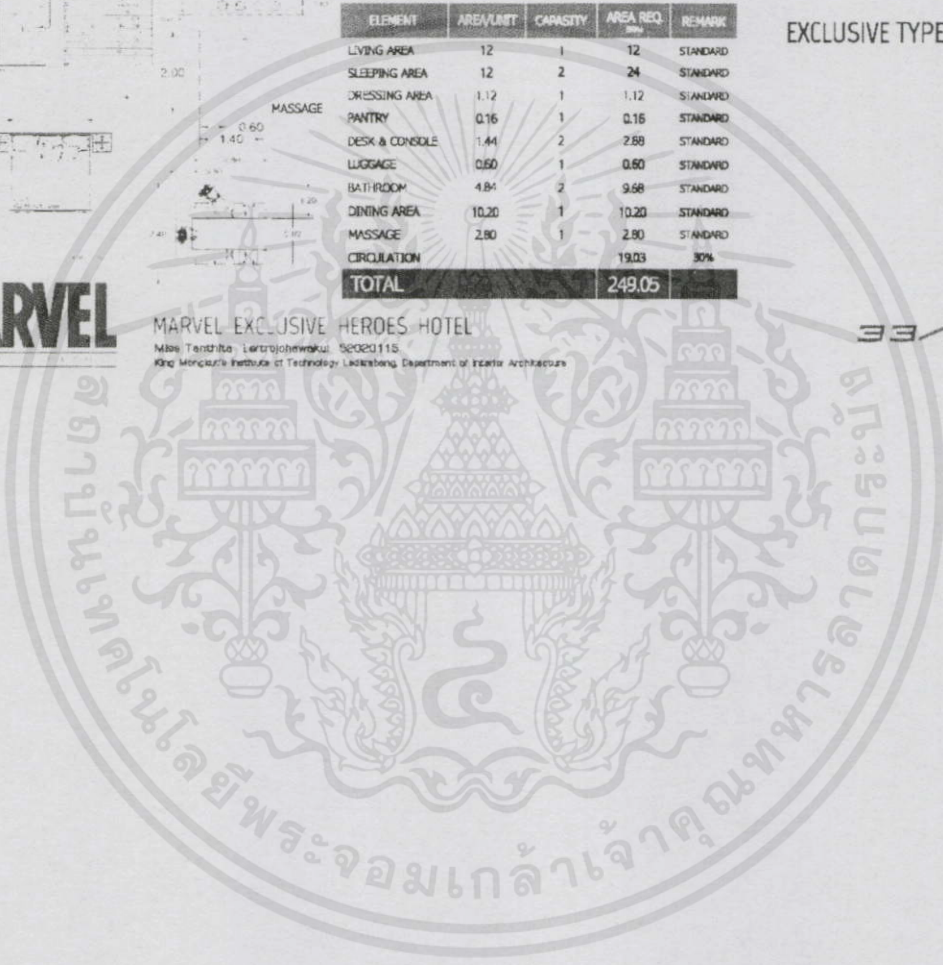 ELEMENT AREA/UNIT CAPASITY AREA REQ. REMARK
EXCLUSIVE TYPE
LIVING AREA 12 1 12 STANDARD
SLEEPING AREA 12 2 24 STANDARD
DRESSING AREA 1.12 1 1.12 STANDARD
PANTRY 0.16 1 0.16 STANDARD
DESK & CONSOLE 1.44 2 2.88 STANDARD
LUGGAGE 0.60 1 0.60 STANDARD
BATHROOM 4.84 2 9.68 STANDARD
DINING AREA 10.20 1 10.20 STANDARD
MASSAGE 2.80 1 2.80 STANDARD
CIRCULATION 19.03 30%
TOTAL 249.05
2.00
MASSAGE
0.60
1.40
RVEL
MARVEL EXCLUSIVE HEROES HOTEL
Miss Tanthita 52020115
King Mongkut's Institute of Technology Ladkrabang, Department of Interior Architecture
33/
สถาบันเทคโนโลยีพระจอมเกล้าเจ้าคุณทหารลาดกระบัง